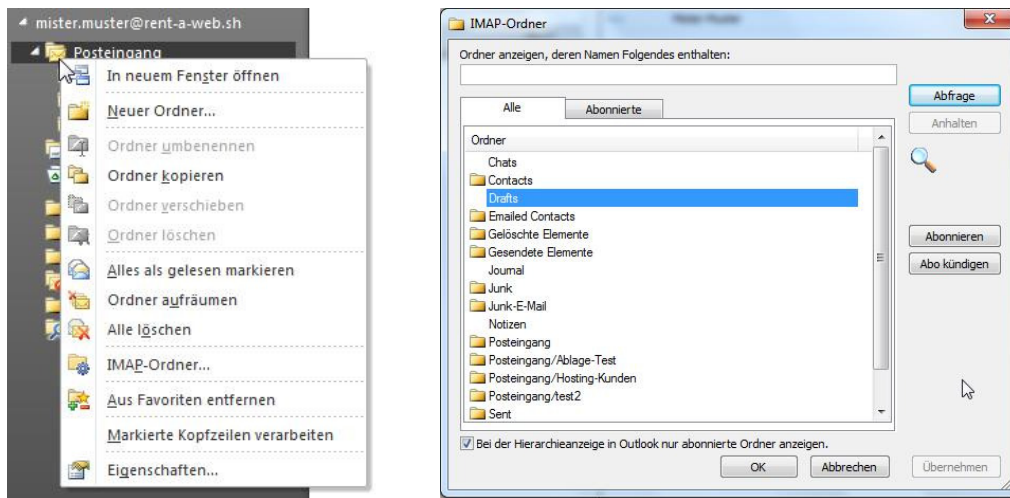 mister.muster@rent-a-web.sh
Posteingang
In neuem Fenster öffnen
Neuer Ordner...
Ordner umbenennen
Ordner kopieren
Ordner verschieben
Ordner löschen
Alles als gelesen markieren
Ordner aufräumen
Alle löschen
IMAP-Ordner...
Aus Favoriten entfernen
Markierte Kopfzeilen verarbeiten
Eigenschaften...
IMAP-Ordner
Ordner anzeigen, deren Namen Folgendes enthalten:
Abfrage
Anhalten
Alle Abonnierte
Ordner
Chats
Contacts
Drafts
Emailed Contacts
Gelöschte Elemente
Gesendete Elemente
Journal
Junk
Junk-E-Mail
Notizen
Posteingang
Posteingang/Ablage-Test
Posteingang/Hosting-Kunden
Posteingang/test2
Sent
Abonnieren
Abo kündigen
Bei der Hierarchieanzeige in Outlook nur abonnierte Ordner anzeigen.
OK Abbrechen Übernehmen